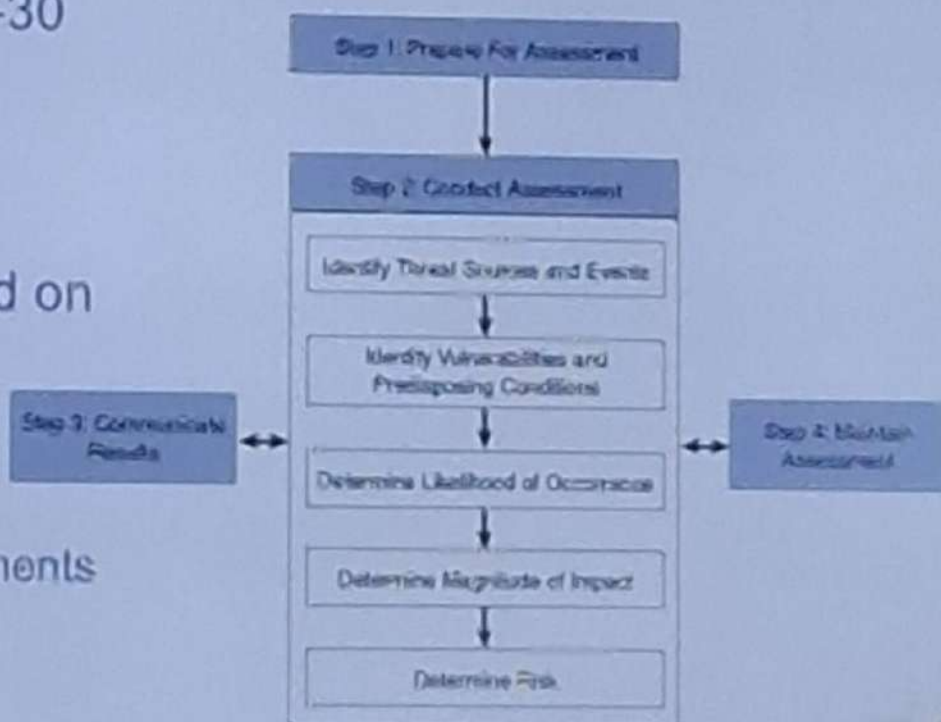 -30
Step 1: Prepare For Assessment
Step 2: Conduct Assessment
Identify Threat Sources and Events
d on
Identify Vulnerabilities and
Predisposing Conditions
Step 3: Communicate
Results
Step 4: Maintain
Assessment
Determine Likelihood of Occurrence
ments
Determine Magnitude of Impact
Determine Risk